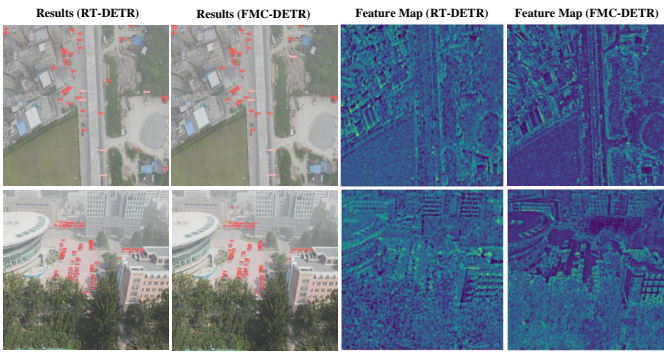 Results (RT-DETR)
Results (FMC-DETR)
Feature Map (RT-DETR)
Feature Map (FMC-DETR)